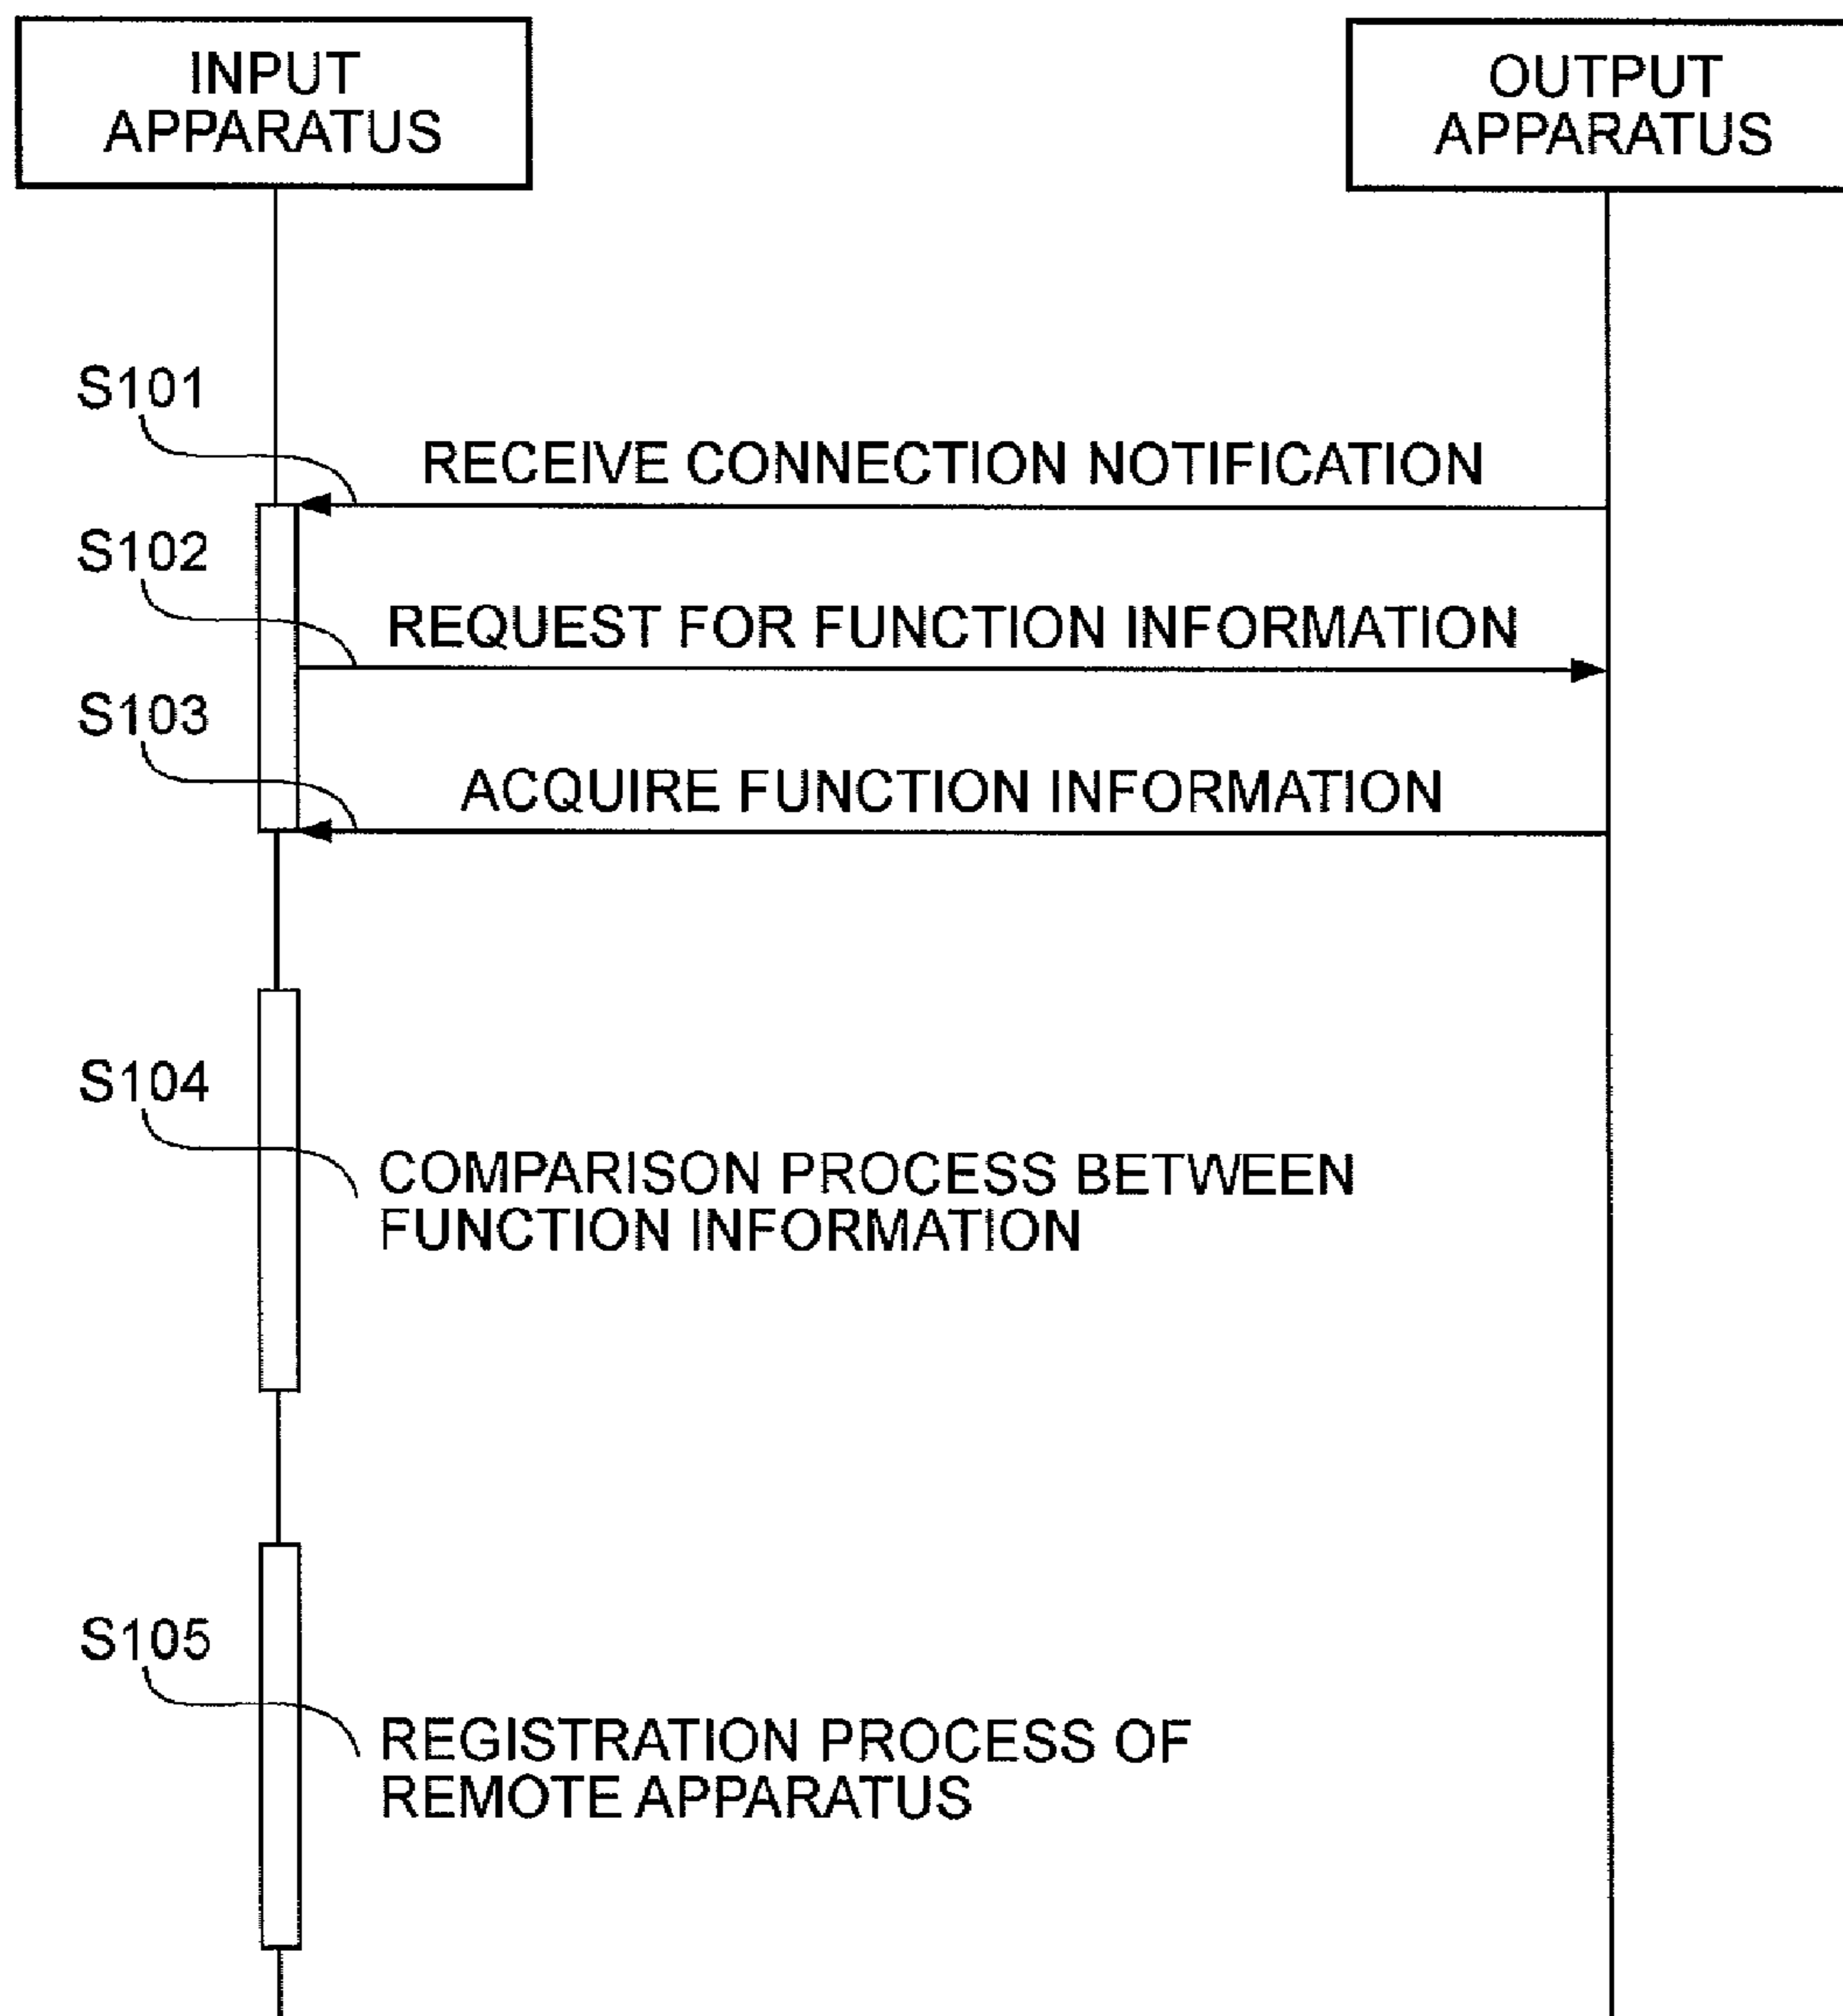 INPUT
APPARATUS
OUTPUT
APPARATUS
S101
RECEIVE CONNECTION NOTIFICATION
S102
REQUEST FOR FUNCTION INFORMATION
S103
ACQUIRE FUNCTION INFORMATION
S104
COMPARISON PROCESS BETWEEN
FUNCTION INFORMATION
S105
REGISTRATION PROCESS OF
REMOTE APPARATUS